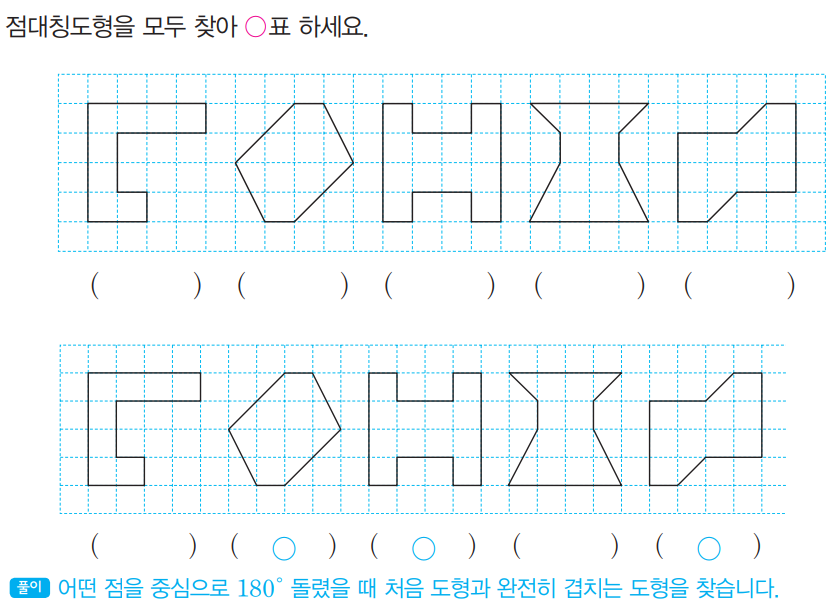 점대칭도형을 모두 찾아 ○표 하세요.
( ) ( ) ( ) ( ) ( )
( ) ( ○ ) ( ○ ) ( ) ( ○ )
풀이 어떤 점을 중심으로 180° 돌렸을 때 처음 도형과 완전히 겹치는 도형을 찾습니다.